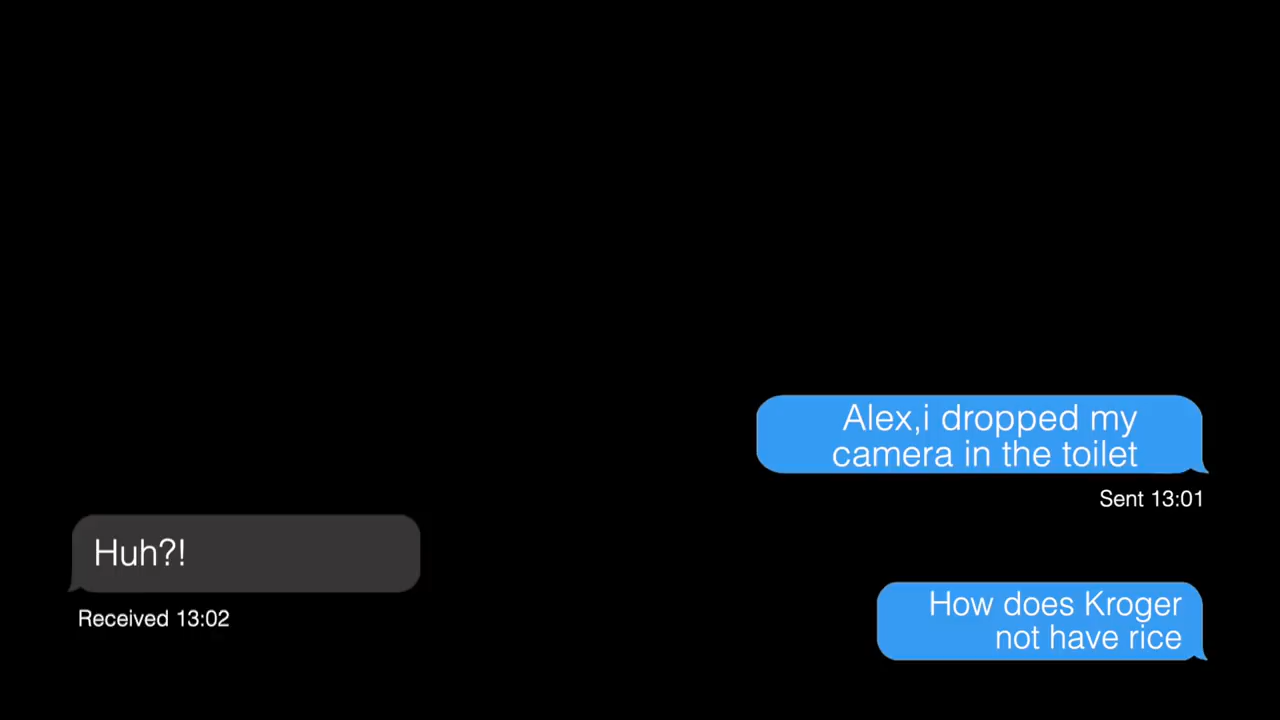 Alex,i dropped my
camera in the toilet
Sent 13:01
Huh?!
Received 13:02
How does Kroger
not have rice